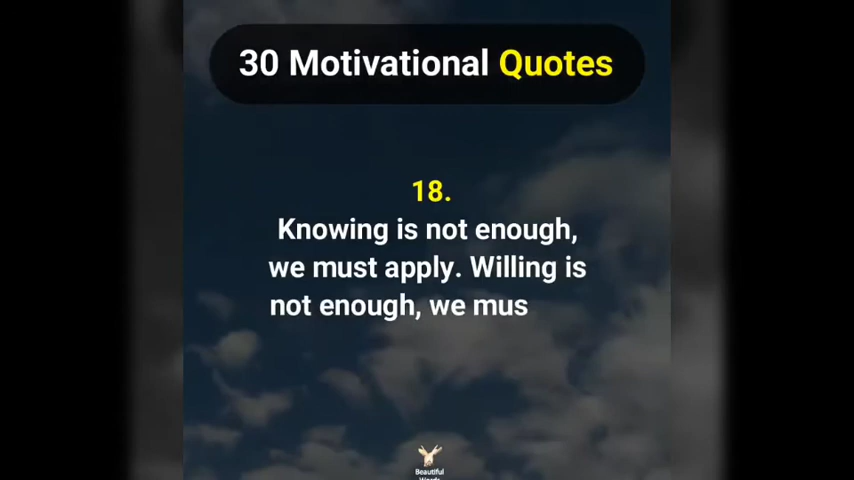 30 Motivational Quotes
18.
Knowing is not enough,
we must apply. Willing is
not enough, we mus
Beautiful